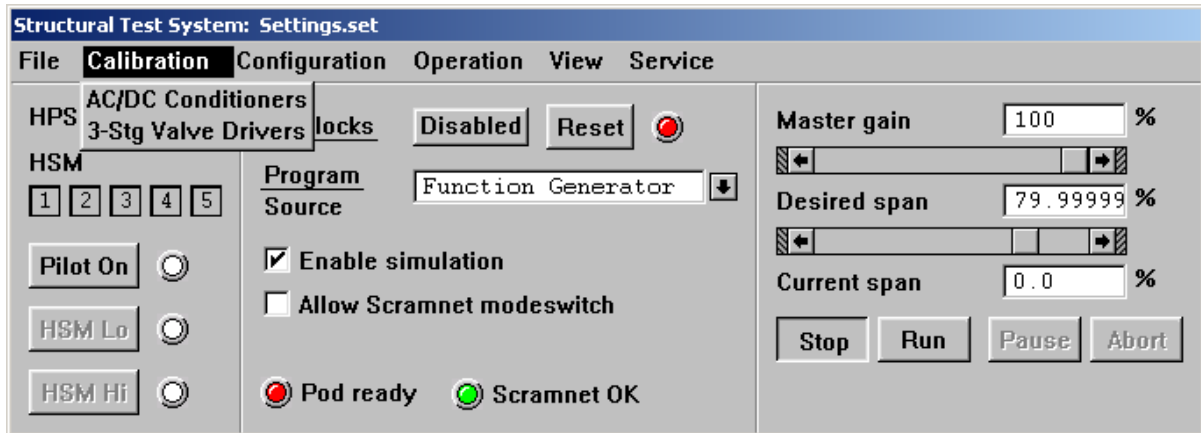 Structural Test System: Settings.set
File Calibration Configuration Operation View Service
AC/DC Conditioners
3-Stg Valve Drivers
HPS
HSM
1 2 3 4 5
Pilot On
HSM Lo
HSM Hi
locks Disabled Reset
Program
Source
Function Generator
Enable simulation
Allow Scramnet modeswitch
Pod ready Scramnet OK
Master gain 100 %
Desired span 79.99999 %
Current span 0.0 %
Stop Run Pause Abort